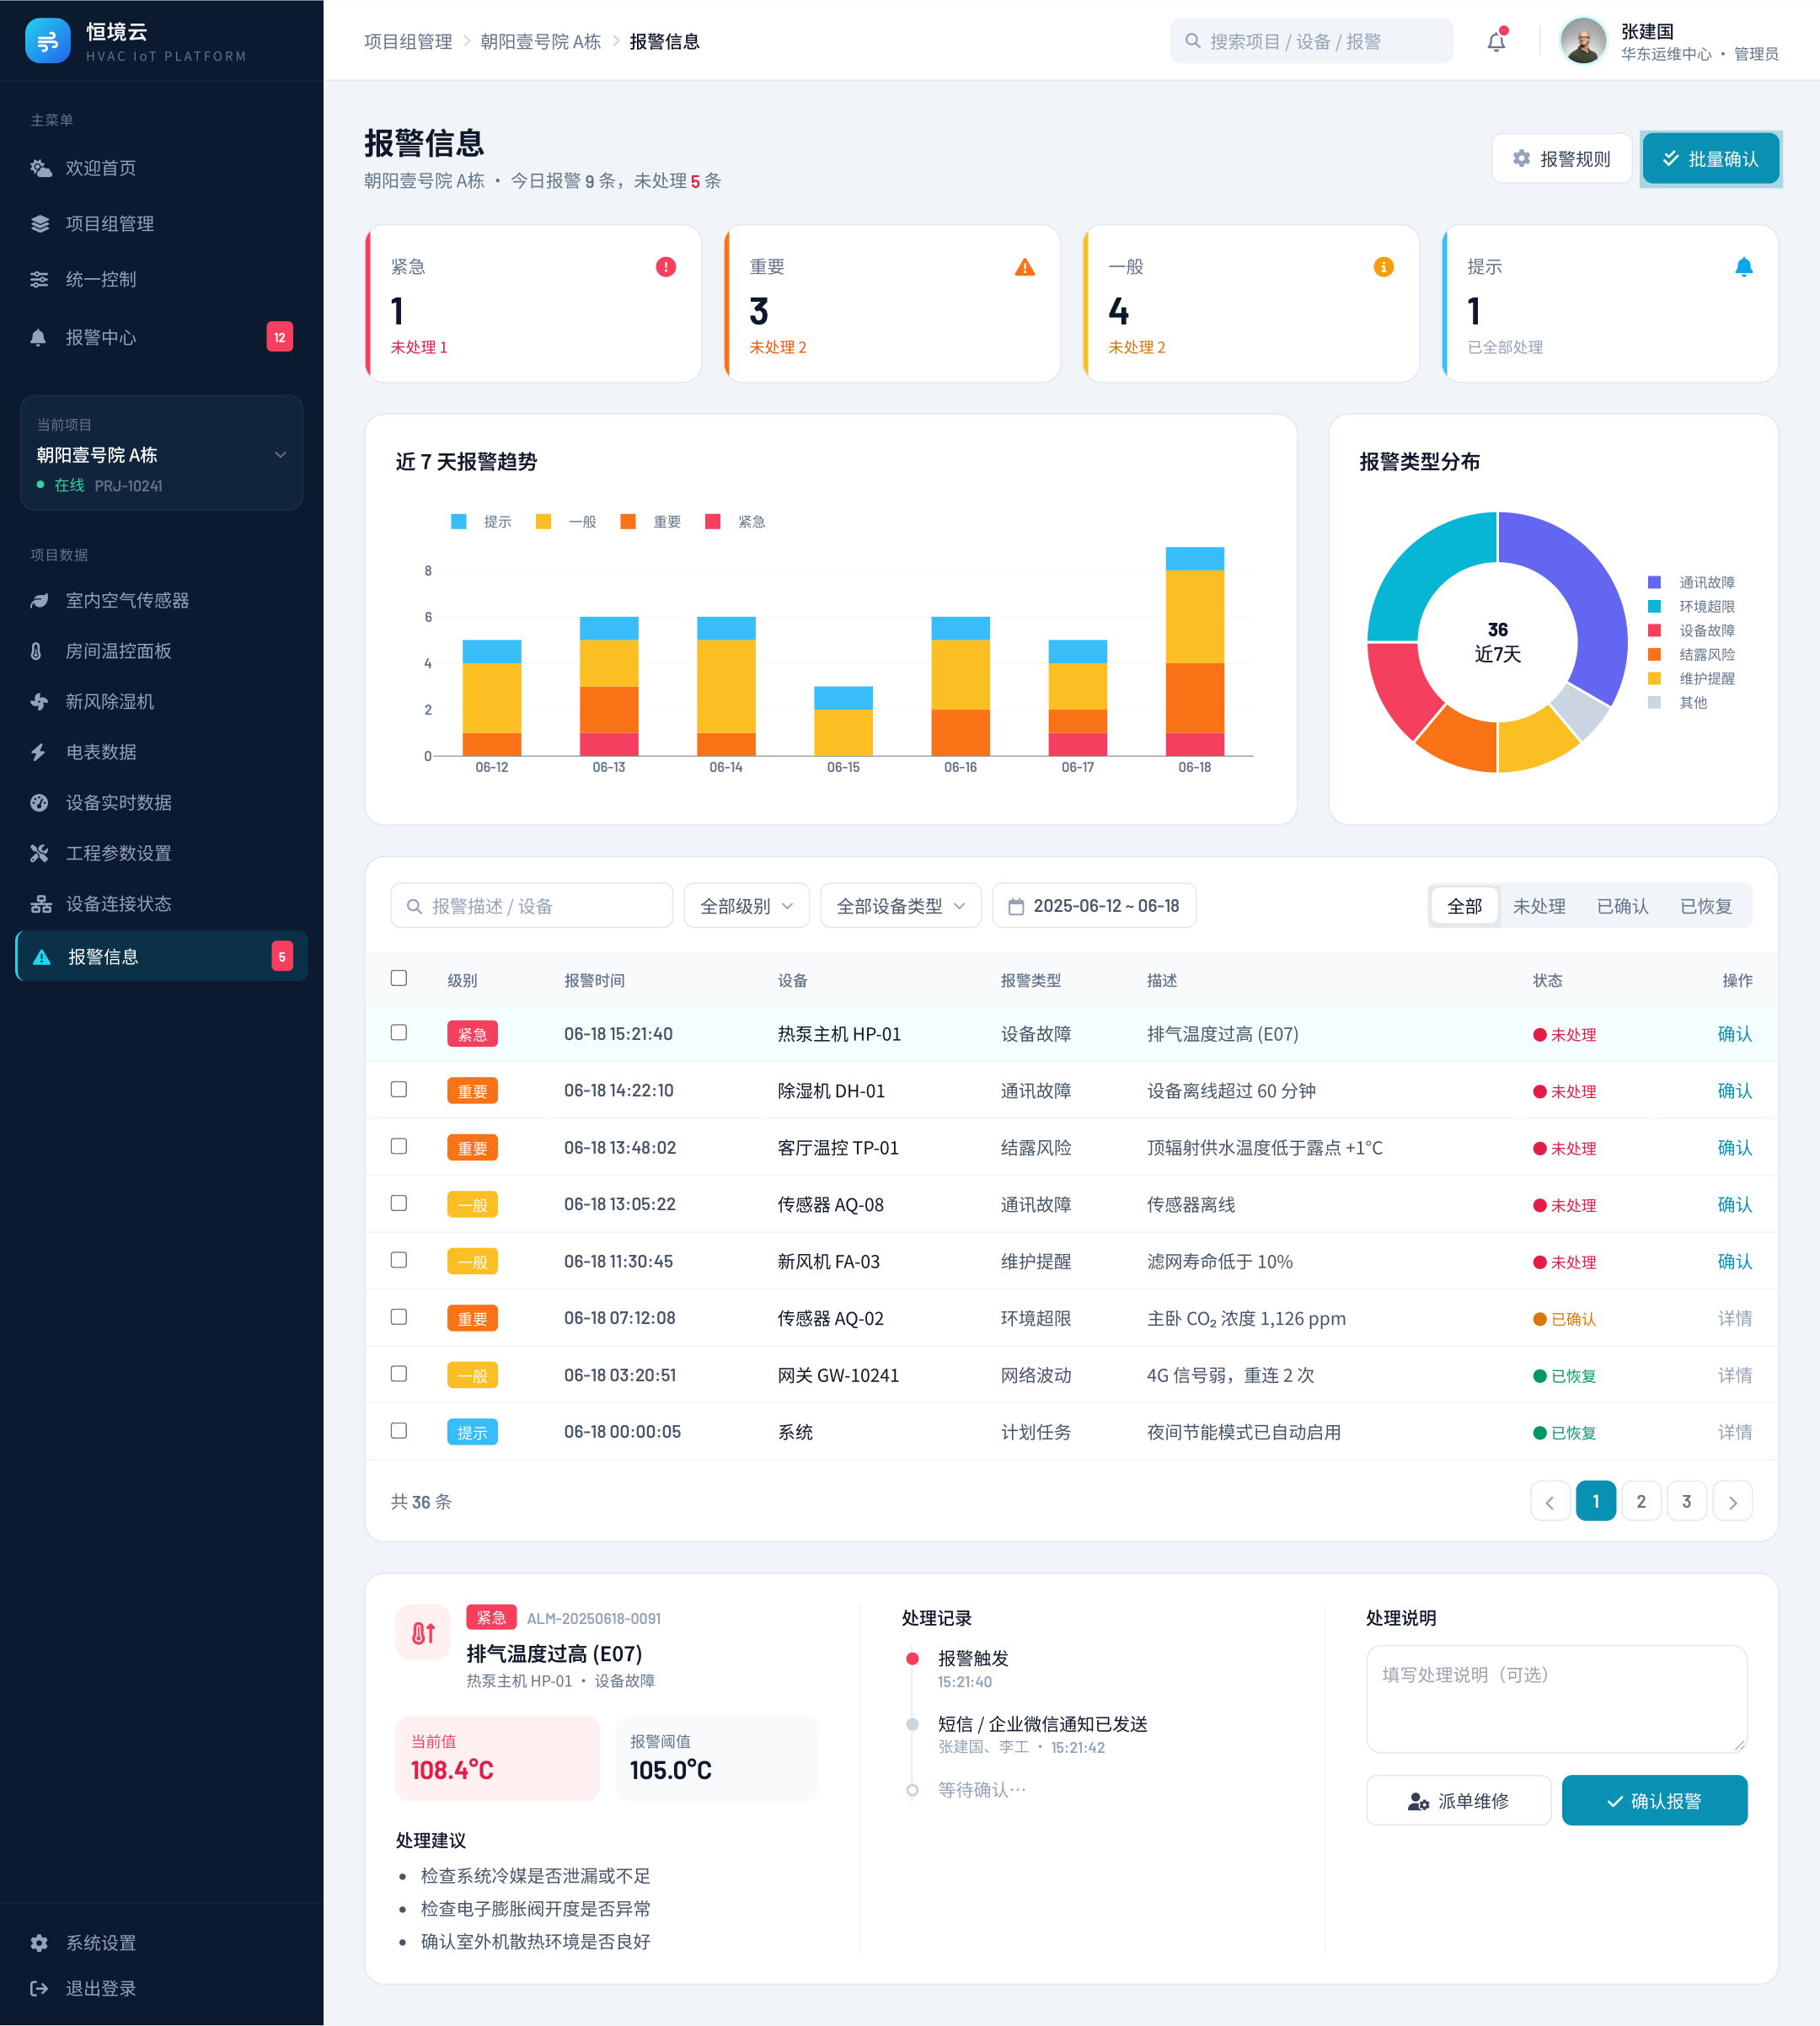 恒境云
HVAC IoT PLATFORM
主菜单
欢迎首页
项目组管理
统一控制
报警中心 12
当前项目
朝阳壹号院 A栋
在线 PRJ-10241
项目数据
室内空气传感器
房间温控面板
新风除湿机
电表数据
设备实时数据
工程参数设置
设备连接状态
报警信息 5
系统设置
退出登录
项目组管理 朝阳壹号院 A栋 报警信息
搜索项目 / 设备 / 报警
张建国
华东运维中心 · 管理员
报警信息
朝阳壹号院 A栋 · 今日报警 9 条，未处理 5 条
报警规则
批量确认
紧急
1
未处理 1
重要
3
未处理 2
一般
4
未处理 2
提示
1
已全部处理
近 7 天报警趋势
提示 一般 重要 紧急
8
6
4
2
0
06-12 06-13 06-14 06-15 06-16 06-17 06-18
报警类型分布
36
近7天
通讯故障
环境超限
设备故障
结露风险
维护提醒
其他
报警描述 / 设备 全部级别 全部设备类型 2025-06-12 ~ 06-18 全部 未处理 已确认 已恢复
级别 报警时间 设备 报警类型 描述 状态 操作
紧急 06-18 15:21:40 热泵主机 HP-01 设备故障 排气温度过高 (E07) 未处理 确认
重要 06-18 14:22:10 除湿机 DH-01 通讯故障 设备离线超过 60 分钟 未处理 确认
重要 06-18 13:48:02 客厅温控 TP-01 结露风险 顶辐射供水温度低于露点 +1°C 未处理 确认
一般 06-18 13:05:22 传感器 AQ-08 通讯故障 传感器离线 未处理 确认
一般 06-18 11:30:45 新风机 FA-03 维护提醒 滤网寿命低于 10% 未处理 确认
重要 06-18 07:12:08 传感器 AQ-02 环境超限 主卧 CO₂ 浓度 1,126 ppm 已确认 详情
一般 06-18 03:20:51 网关 GW-10241 网络波动 4G 信号弱，重连 2 次 已恢复 详情
提示 06-18 00:00:05 系统 计划任务 夜间节能模式已自动启用 已恢复 详情
共 36 条
1 2 3
紧急 ALM-20250618-0091
排气温度过高 (E07)
热泵主机 HP-01 · 设备故障
当前值
108.4°C
报警阈值
105.0°C
处理建议
• 检查系统冷媒是否泄漏或不足
• 检查电子膨胀阀开度是否异常
• 确认室外机散热环境是否良好
处理记录
报警触发
15:21:40
短信 / 企业微信通知已发送
张建国、李工 · 15:21:42
等待确认…
处理说明
填写处理说明（可选）
派单维修
确认报警